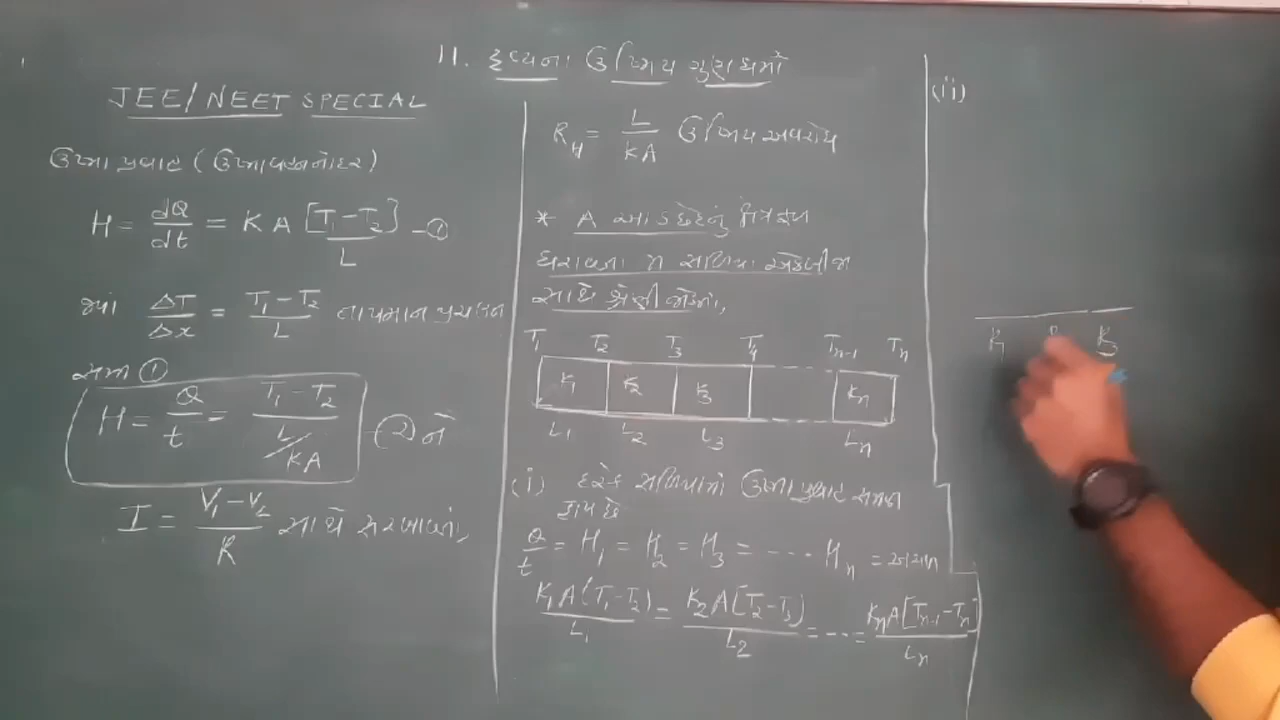 11. દ્રવ્યના ઉષ્મિય ગુણધર્મો
JEE/NEET SPECIAL
ઉષ્મા પ્રવાહ (ઉષ્માવહનનો દર)
H = dQ/dt = KA[T₁-T₂]/L -①
જ્યાં ΔT/Δx = T₁-T₂/L તાપમાન પ્રચલન
સમી ①
H = Q/t = T₁-T₂/(L/KA) -② ને
I = V₁-V₂/R સાથે સરખાવતાં,
R_H = L/KA ઉષ્મિય અવરોધ
* A આડછેદનું ક્ષેત્રફળ
ધરાવતા n સળિયા એકબીજા
સાથે શ્રેણી જોડતાં,
T₁ T₂ T₃ T₄ Tₙ₋₁ Tₙ
K₁ K₂ K₃ Kₙ
L₁ L₂ L₃ Lₙ
(i) દરેક સળિયામાં ઉષ્મા પ્રવાહ સમાન
હોય છે
Q/t = H₁ = H₂ = H₃ = ---- Hₙ = સમાન
K₁A(T₁-T₂)/L₁ = K₂A[T₂-T₃)/L₂ = --- = KₙA[Tₙ₋₁-Tₙ]/Lₙ
(ii)
K₁ K₃